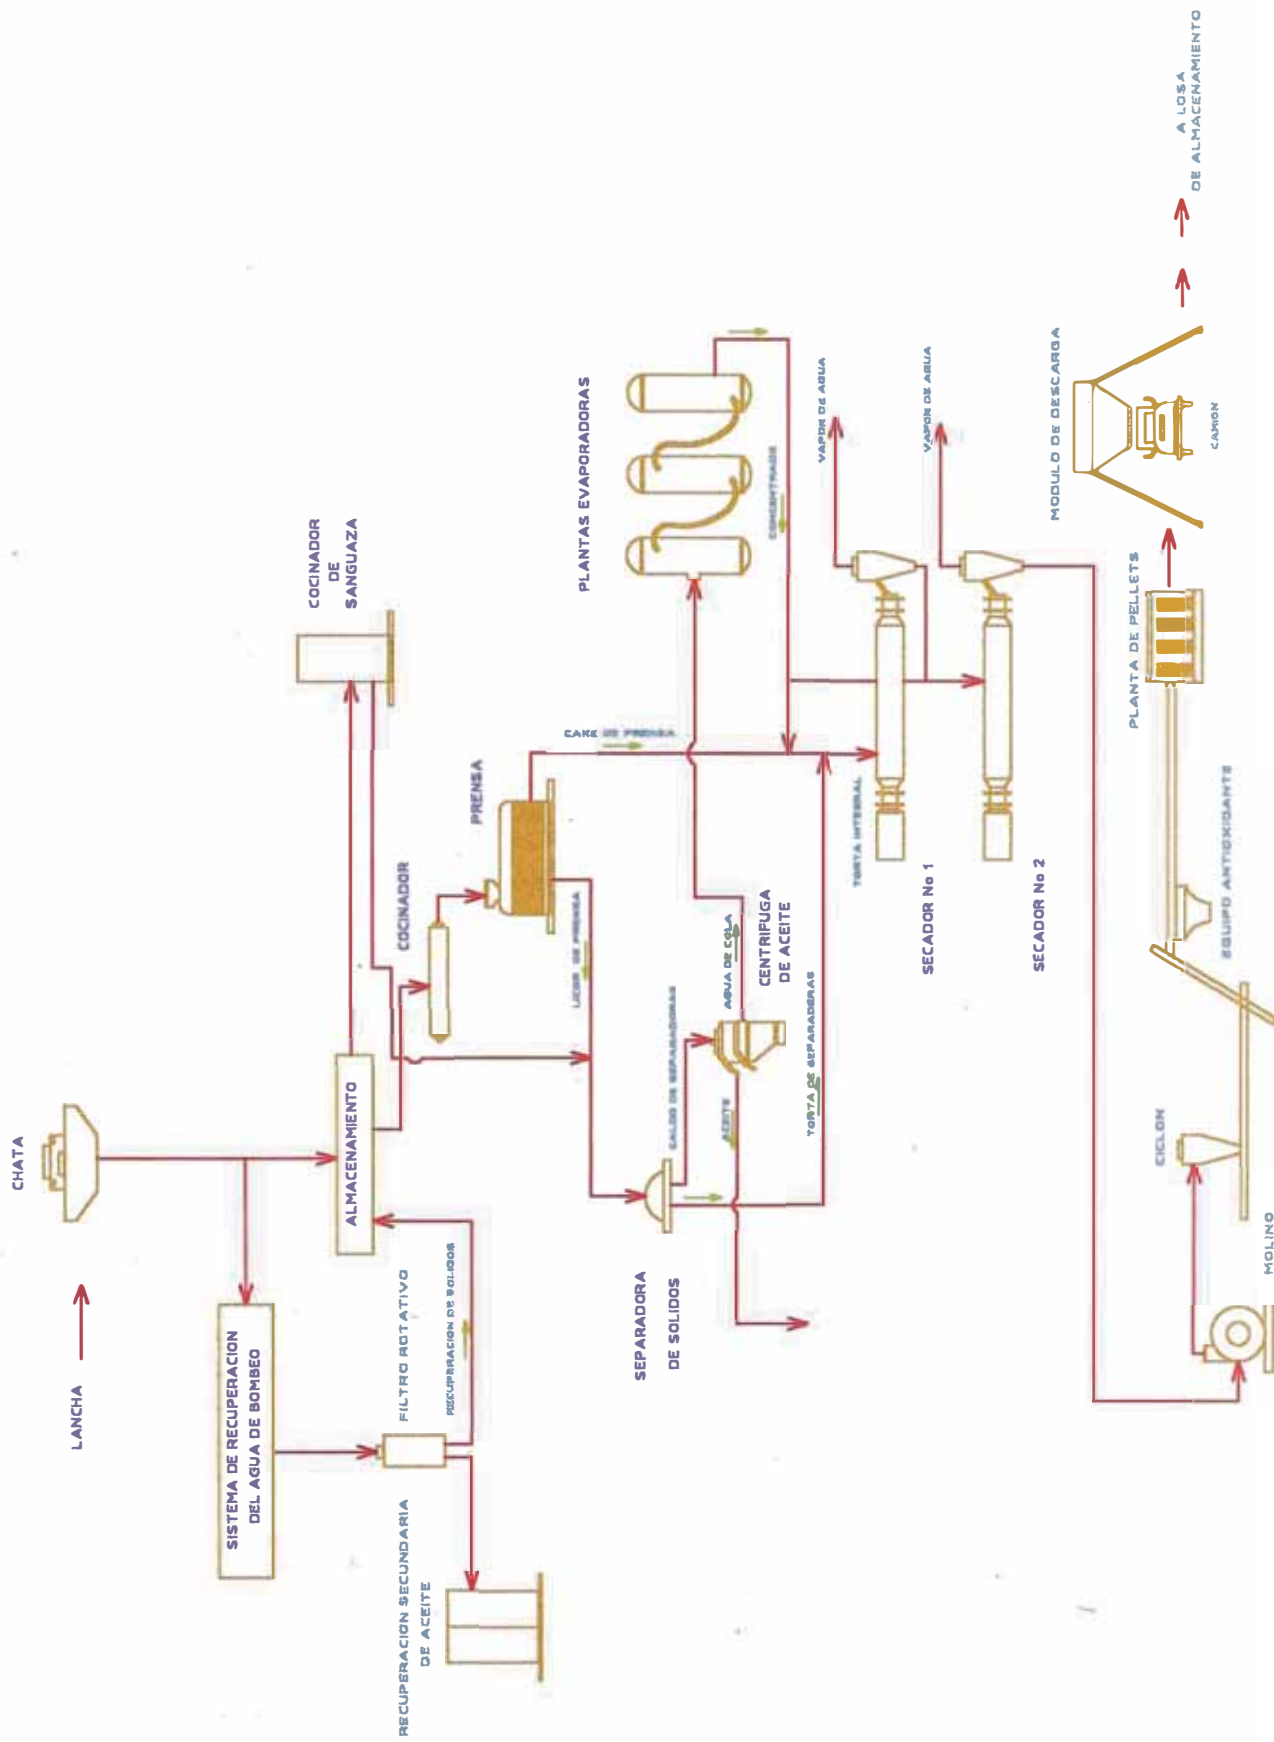 LANCHA
CHATA
SISTEMA DE RECUPERACION
DEL AGUA DE BOMBEO
RECUPERACION SECUNDARIA
DE ACEITE
FILTRO ROTATIVO
RECUPERACION DE SOLIDOS
ALMACENAMIENTO
COCINADOR
DE
SANGUAZA
COCINADOR
PRENSA
LICOR DE PRENSA
CAKE DE PRENSA
SEPARADORA
DE SOLIDOS
CALDO DE SEPARADORAS
ACEITE
AGUA DE COLA
CENTRIFUGA
DE ACEITE
TORTA DE SEPARADERAS
PLANTAS EVAPORADORAS
CONCENTRADO
TORTA INTEGRAL
VAPOR DE AGUA
VAPOR DE AGUA
SECADOR No 1
SECADOR No 2
MOLINO
CICLON
EQUIPO ANTIOXIDANTE
PLANTA DE PELLETS
MODULO DE DESCARGA
CAMION
A LOSA
DE ALMACENAMIENTO